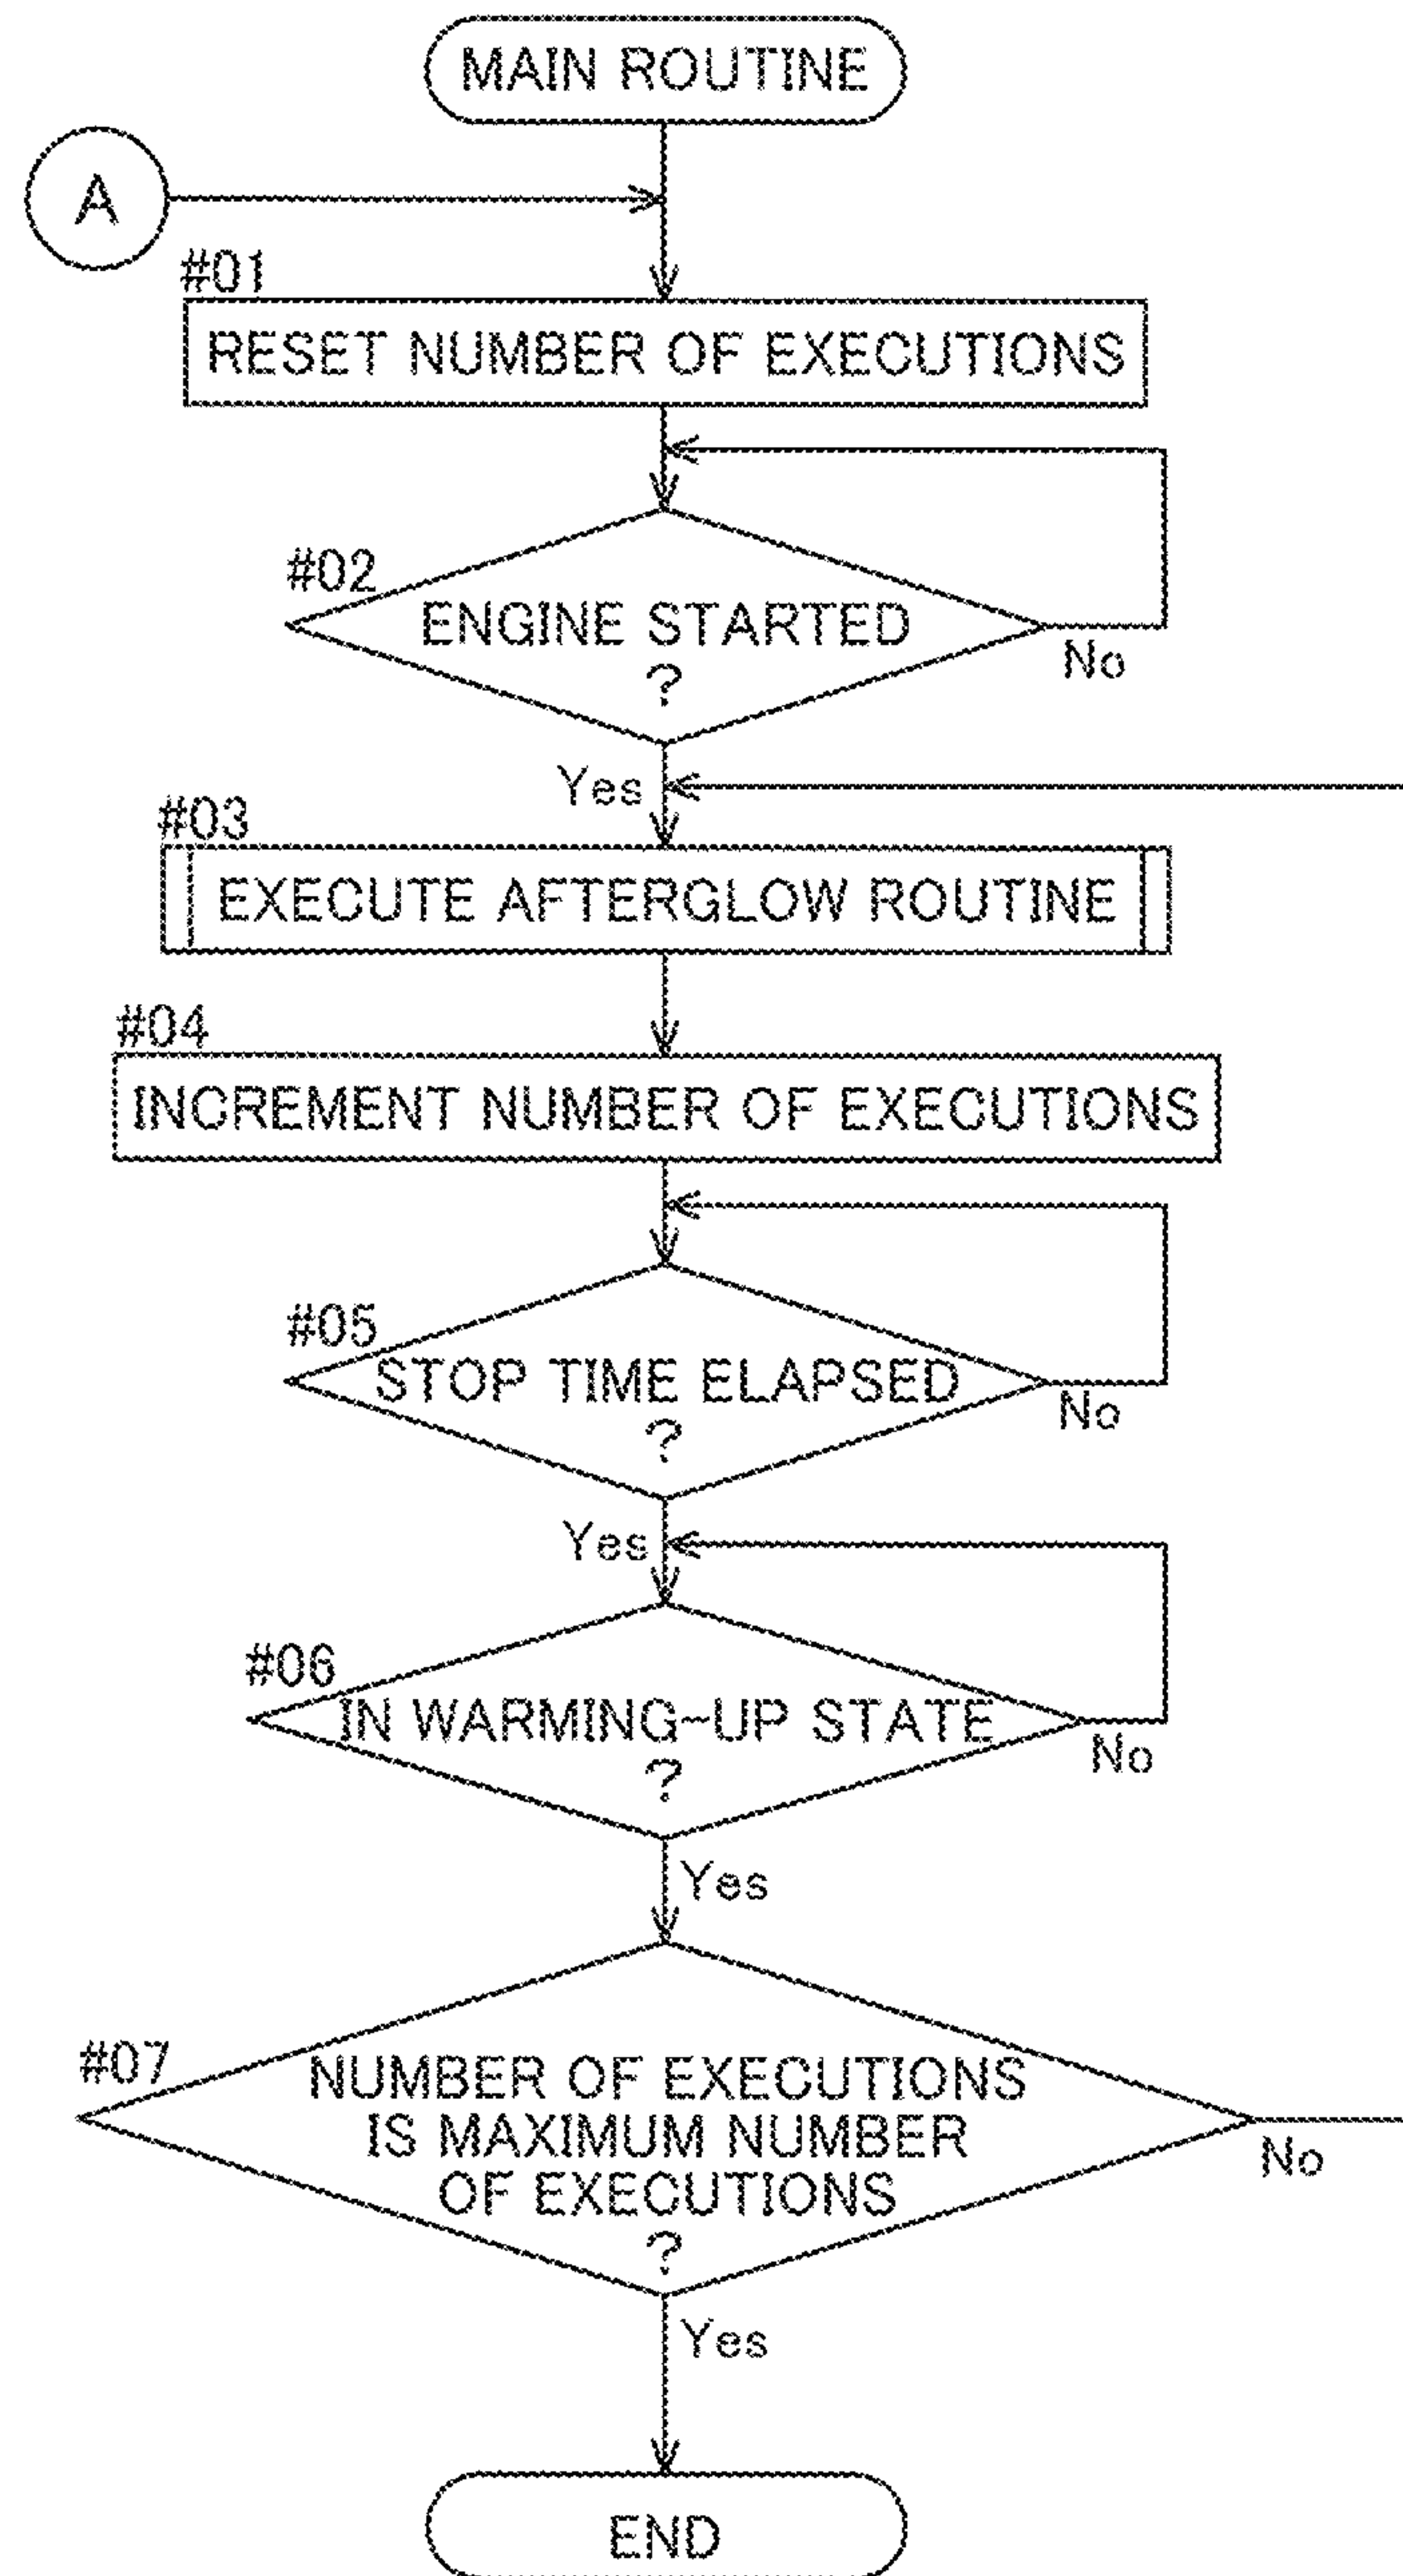 MAIN ROUTINE
A
#01
RESET NUMBER OF EXECUTIONS
#02
ENGINE STARTED
?
No
Yes
#03
EXECUTE AFTERGLOW ROUTINE
#04
INCREMENT NUMBER OF EXECUTIONS
#05
STOP TIME ELAPSED
?
No
Yes
#06
IN WARMING-UP STATE
?
No
Yes
#07
NUMBER OF EXECUTIONS
IS MAXIMUM NUMBER
OF EXECUTIONS
?
No
Yes
END